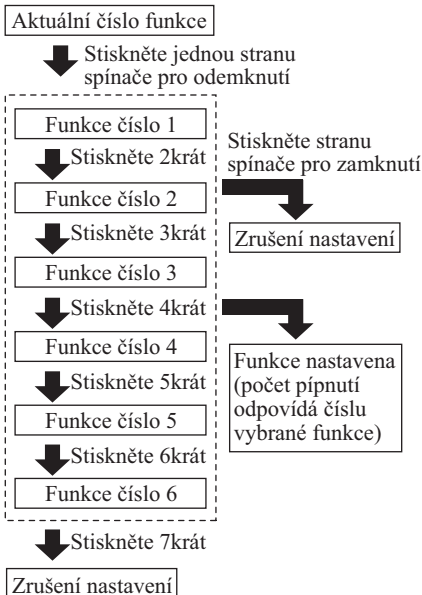 Aktuální číslo funkce
Stiskněte jednou stranu
spínače pro odemknutí
Funkce číslo 1
Stiskněte 2krát
Funkce číslo 2
Stiskněte 3krát
Funkce číslo 3
Stiskněte 4krát
Funkce číslo 4
Stiskněte 5krát
Funkce číslo 5
Stiskněte 6krát
Funkce číslo 6
Stiskněte 7krát
Zrušení nastavení
Stiskněte stranu
spínače pro zamknutí
Zrušení nastavení
Funkce nastavena
(počet pípnutí
odpovídá číslu
vybrané funkce)